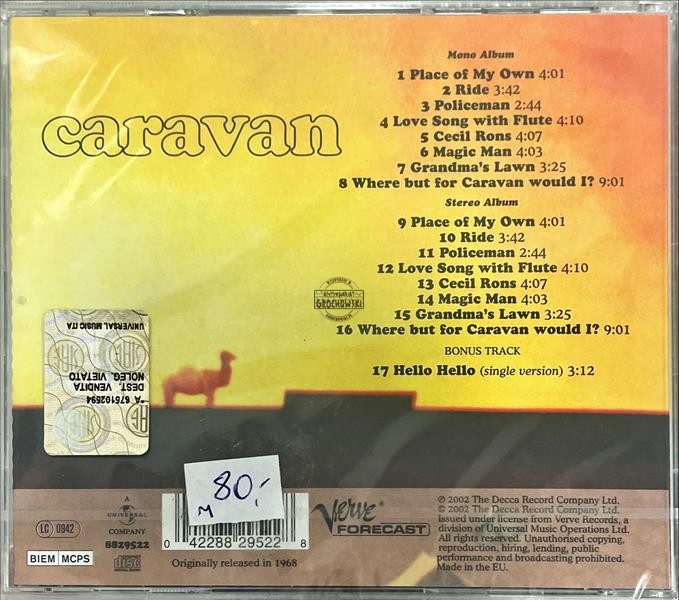 caravan
Mono Album
1 Place of My Own 4:01
2 Ride 3:42
3 Policeman 2:44
4 Love Song with Flute 4:10
5 Cecil Rons 4:07
6 Magic Man 4:03
7 Grandma's Lawn 3:25
8 Where but for Caravan would I? 9:01
Stereo Album
9 Place of My Own 4:01
10 Ride 3:42
11 Policeman 2:44
12 Love Song with Flute 4:10
13 Cecil Rons 4:07
14 Magic Man 4:03
15 Grandma's Lawn 3:25
16 Where but for Caravan would I? 9:01
BONUS TRACK
17 Hello Hello (single version) 3:12
GROCHOWSKI
UNIVERSAL MUSIC ITA
NOLEG. VIETATO
DEST. VENDITA
*A 675102594
80,-
M
LC 0942
BIEM MCPS
A
UNIVERSAL
COMPANY
8829522
0 42288 29522 8
Originally released in 1968
Verve
FORECAST
℗ 2002 The Decca Record Company Ltd.
© 2002 The Decca Record Company Ltd.
Issued under license from Verve Records, a
division of Universal Music Operations Ltd.
All rights reserved. Unauthorised copying,
reproduction, hiring, lending, public
performance and broadcasting prohibited.
Made in the EU.